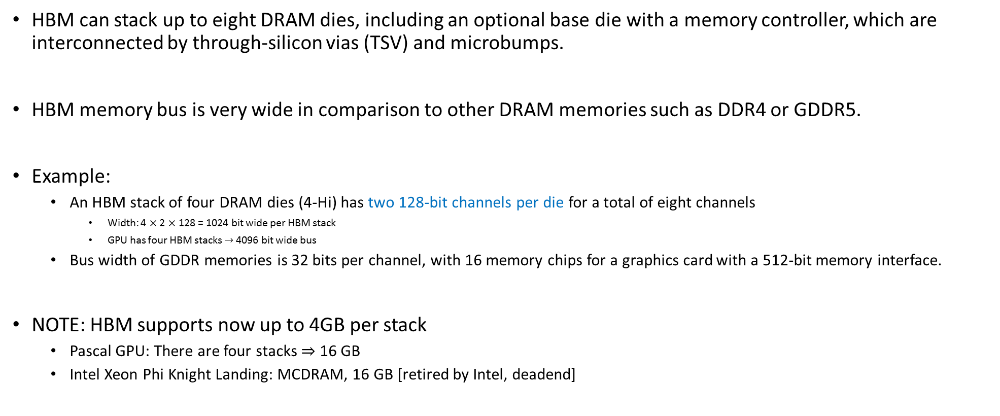 • HBM can stack up to eight DRAM dies, including an optional base die with a memory controller, which are
interconnected by through-silicon vias (TSV) and microbumps.
• HBM memory bus is very wide in comparison to other DRAM memories such as DDR4 or GDDR5.
• Example:
• An HBM stack of four DRAM dies (4-Hi) has two 128-bit channels per die for a total of eight channels
• Width: 4 × 2 × 128 = 1024 bit wide per HBM stack
• GPU has four HBM stacks → 4096 bit wide bus
• Bus width of GDDR memories is 32 bits per channel, with 16 memory chips for a graphics card with a 512-bit memory interface.
• NOTE: HBM supports now up to 4GB per stack
• Pascal GPU: There are four stacks ⇒ 16 GB
• Intel Xeon Phi Knight Landing: MCDRAM, 16 GB [retired by Intel, deadend]